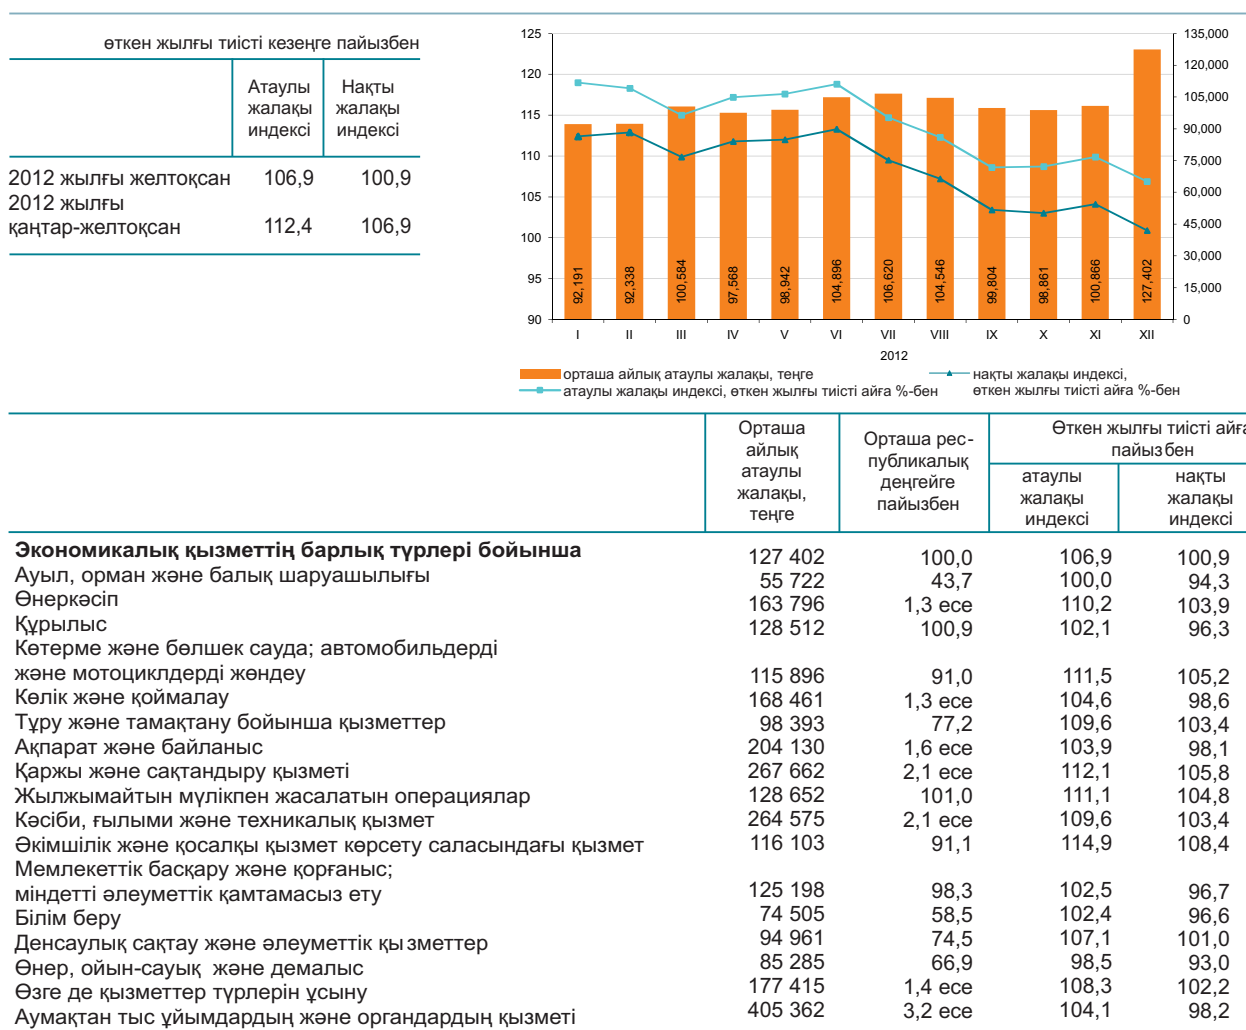 өткен жылғы тиісті кезеңге пайызбен
Атаулы жалақы индексі
Нақты жалақы индексі
2012 жылғы желтоқсан 106,9 100,9
2012 жылғы
қаңтар-желтоқсан 112,4 106,9
125 135,000
120 120,000
115 105,000
110 90,000
105 75,000
100 60,000
95 45,000
90 30,000
15,000
0
92,191 92,338 100,584 97,568 98,942 104,896 106,620 104,546 99,804 98,861 100,866 127,402
I II III IV V VI VII VIII IX X XI XII
2012
орташа айлық атаулы жалақы, теңге
атаулы жалақы индексі, өткен жылғы тиісті айға %-бен
нақты жалақы индексі,
өткен жылғы тиісті айға %-бен
Орташа айлық атаулы жалақы, теңге
Орташа рес-публикалық деңгейге пайызбен
Өткен жылғы тиісті айға пайызбен
атаулы жалақы индексі
нақты жалақы индексі
Экономикалық қызметтің барлық түрлері бойынша 127 402 100,0 106,9 100,9
Ауыл, орман және балық шаруашылығы 55 722 43,7 100,0 94,3
Өнеркәсіп 163 796 1,3 есе 110,2 103,9
Құрылыс 128 512 100,9 102,1 96,3
Көтерме және бөлшек сауда; автомобильдерді
және мотоциклдерді жөндеу 115 896 91,0 111,5 105,2
Көлік және қоймалау 168 461 1,3 есе 104,6 98,6
Тұру және тамақтану бойынша қызметтер 98 393 77,2 109,6 103,4
Ақпарат және байланыс 204 130 1,6 есе 103,9 98,1
Қаржы және сақтандыру қызметі 267 662 2,1 есе 112,1 105,8
Жылжымайтын мүлікпен жасалатын операциялар 128 652 101,0 111,1 104,8
Кәсіби, ғылыми және техникалық қызмет 264 575 2,1 есе 109,6 103,4
Әкімшілік және қосалқы қызмет көрсету саласындағы қызмет 116 103 91,1 114,9 108,4
Мемлекеттік басқару және қорғаныс;
міндетті әлеуметтік қамтамасыз ету 125 198 98,3 102,5 96,7
Білім беру 74 505 58,5 102,4 96,6
Денсаулық сақтау және әлеуметтік қызметтер 94 961 74,5 107,1 101,0
Өнер, ойын-сауық және демалыс 85 285 66,9 98,5 93,0
Өзге де қызметтер түрлерін ұсыну 177 415 1,4 есе 108,3 102,2
Аумақтан тыс ұйымдардың және органдардың қызметі 405 362 3,2 есе 104,1 98,2